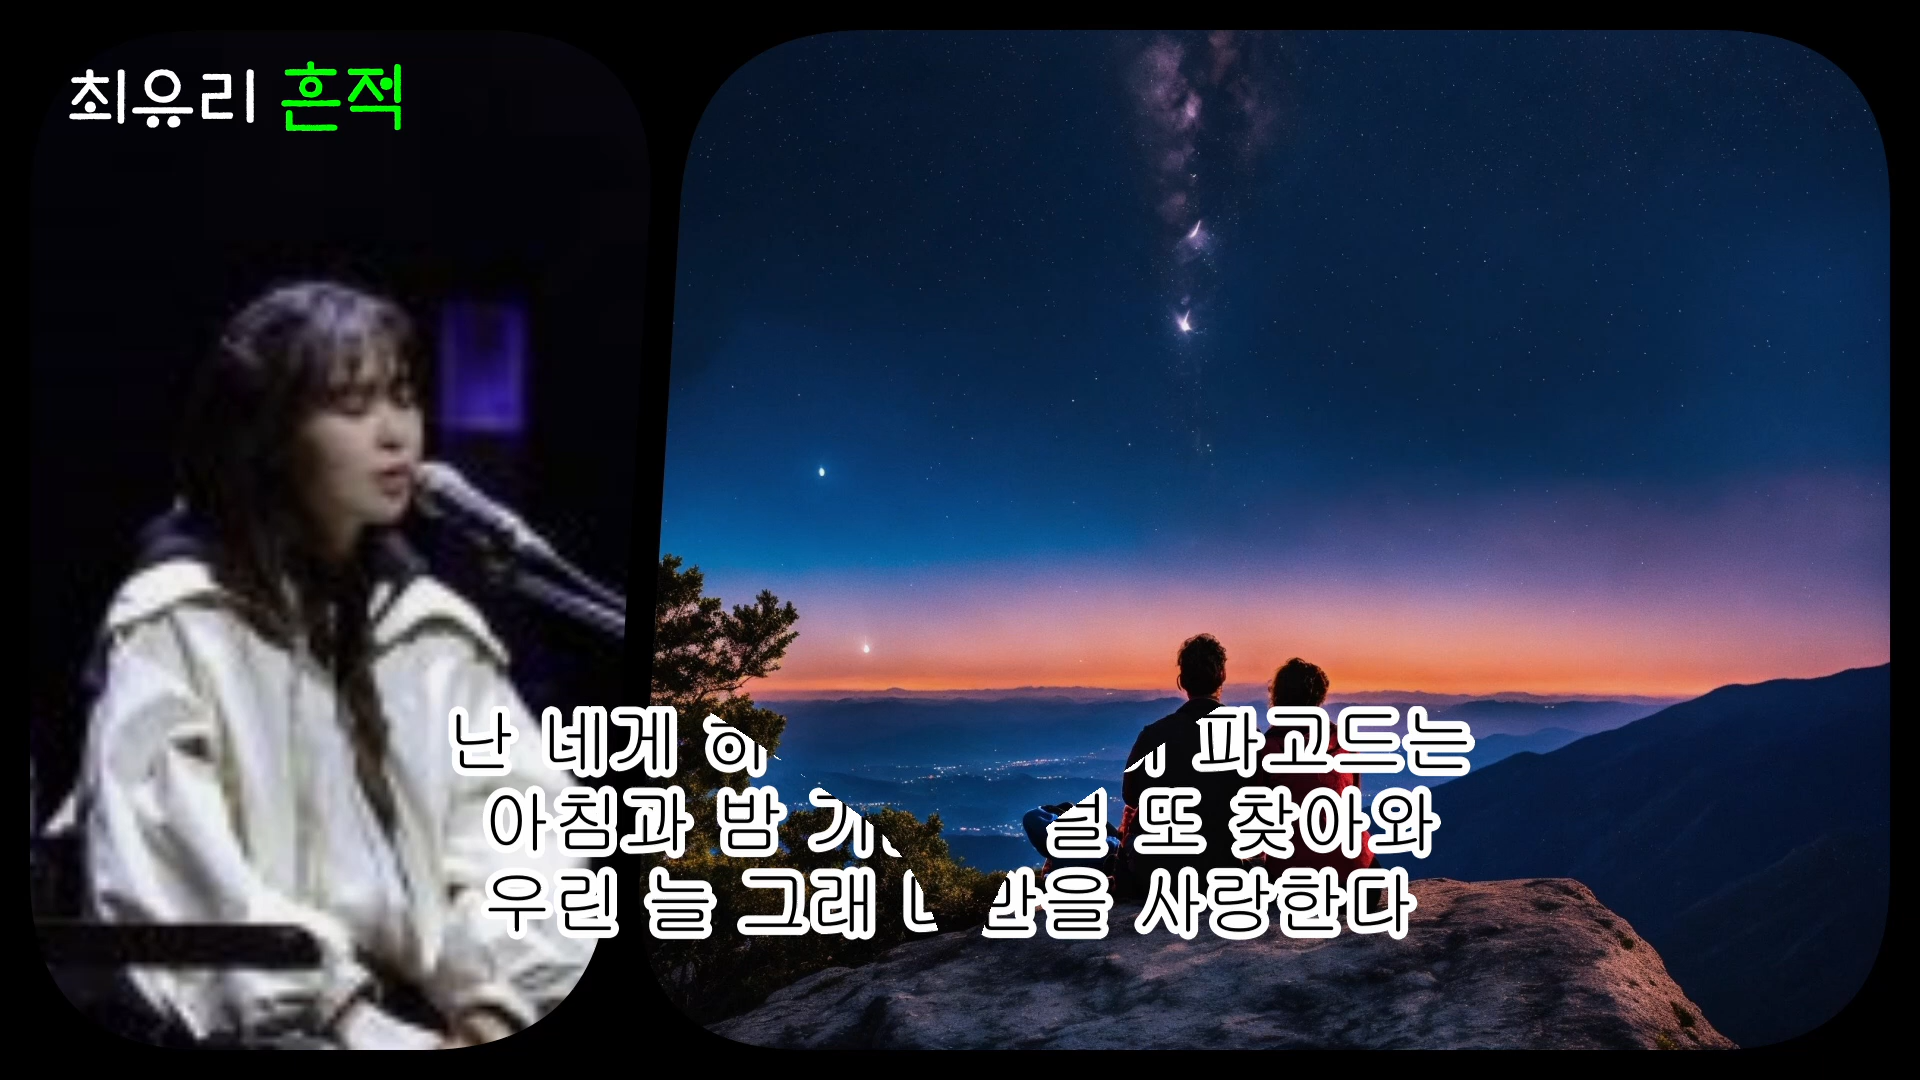 최유리 흔적
난 네게 파고드는
아침과 밤 널 또 찾아와
우린 늘 그래 사랑한다